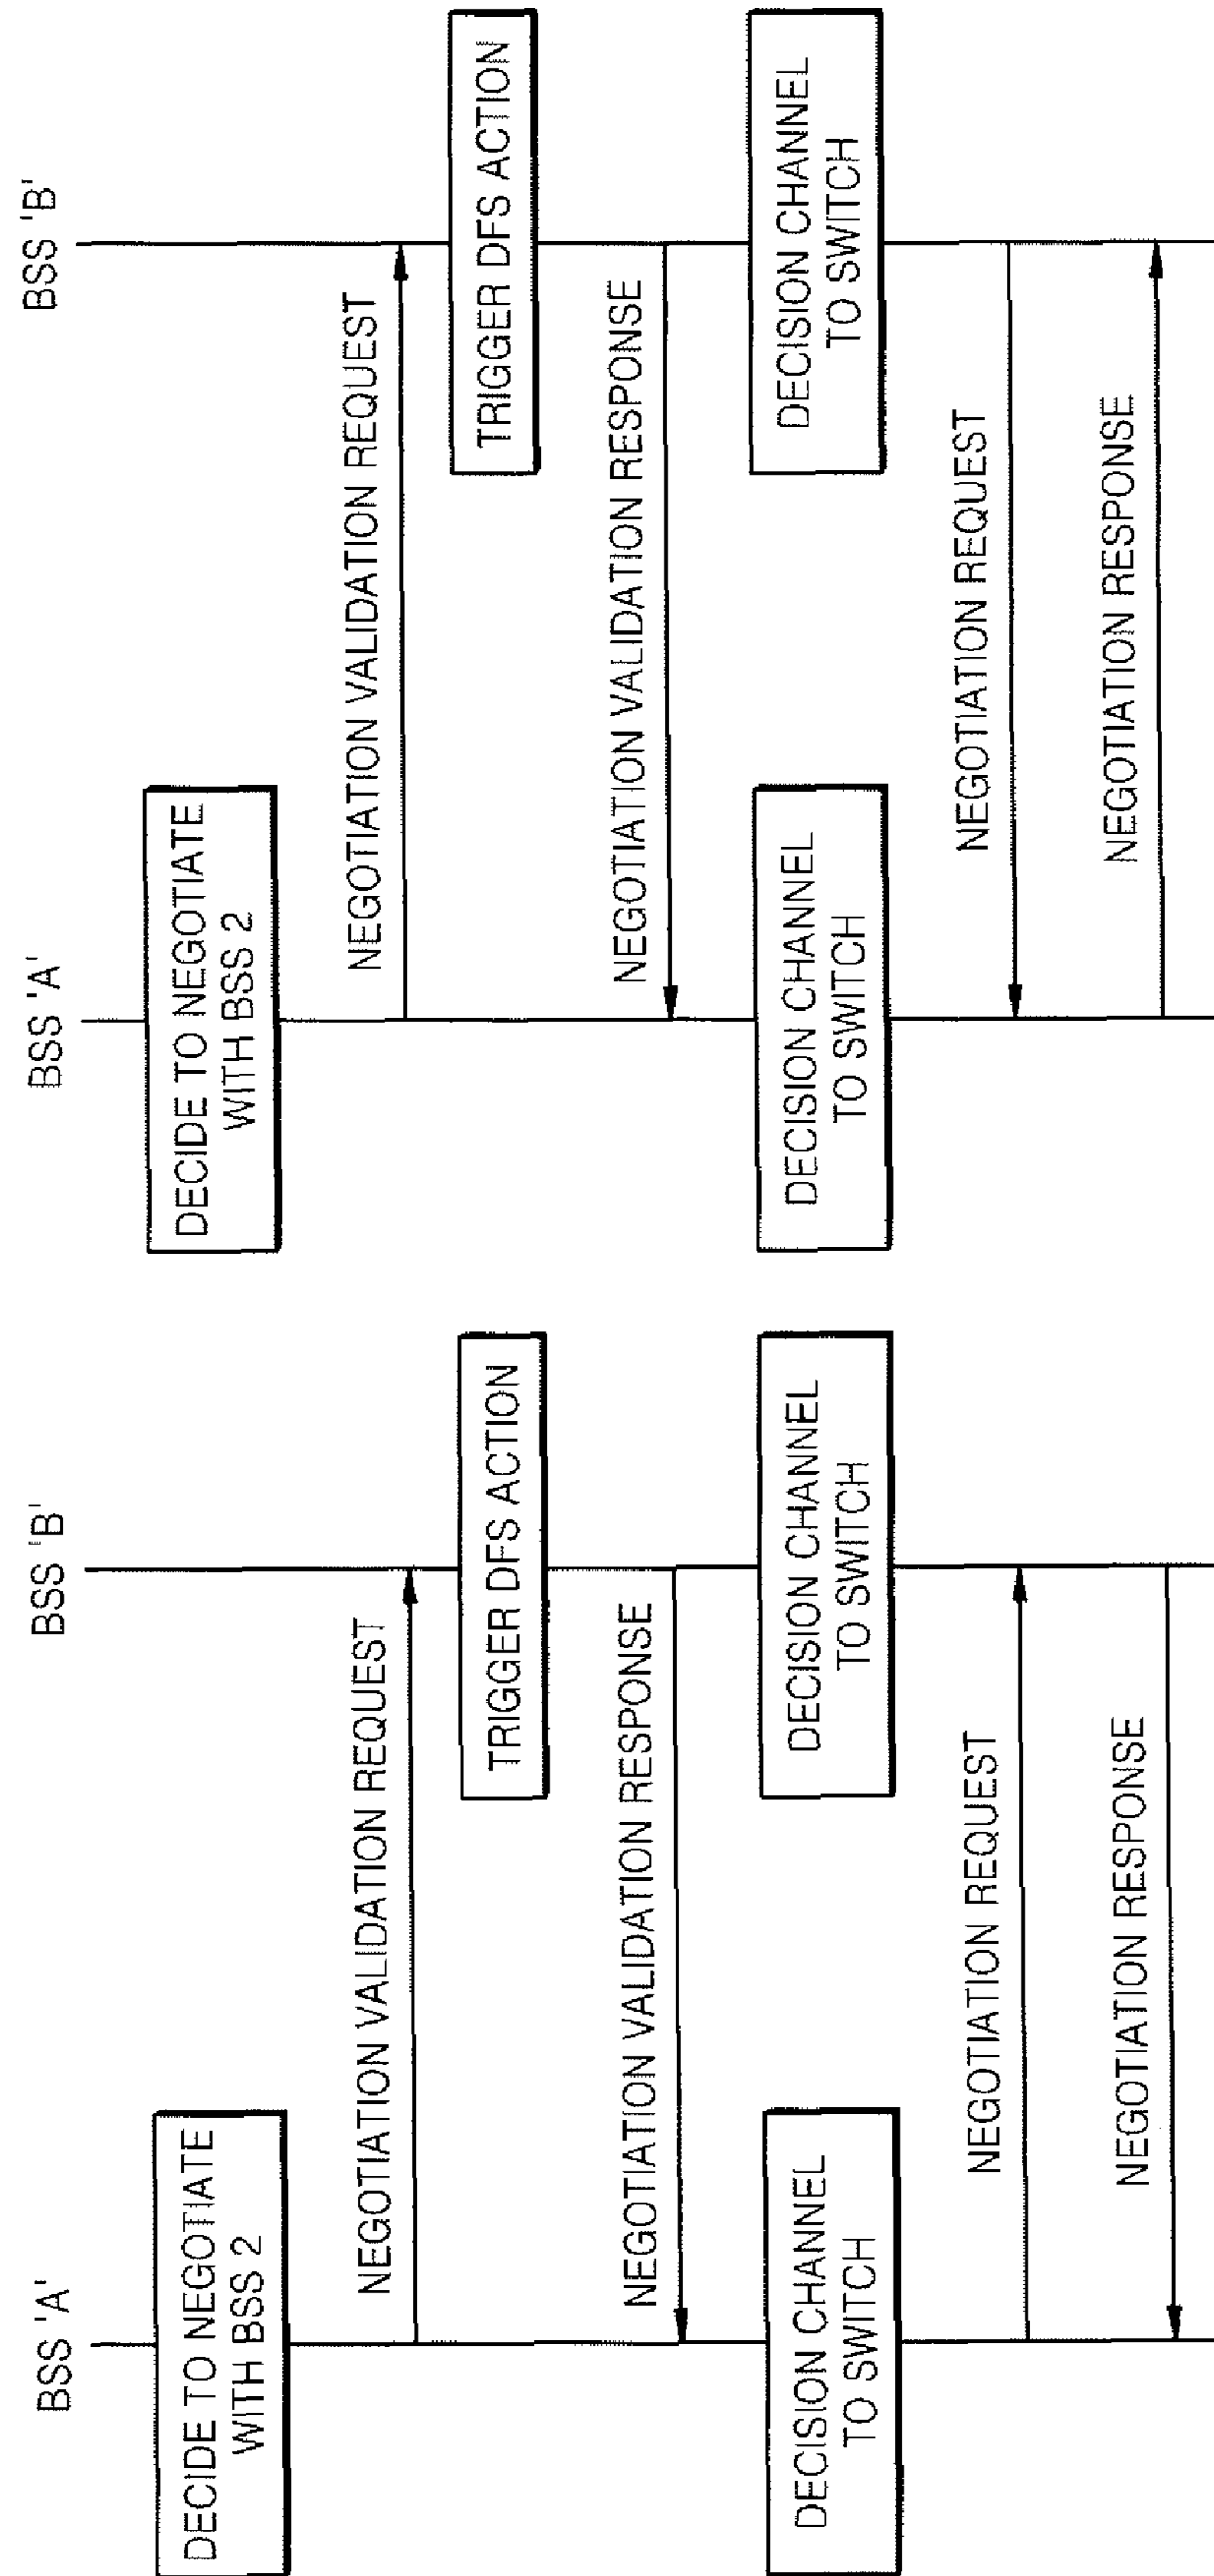 BSS 'A'
BSS 'B'
DECIDE TO NEGOTIATE
WITH BSS 2
NEGOTIATION VALIDATION REQUEST
TRIGGER DFS ACTION
NEGOTIATION VALIDATION RESPONSE
DECISION CHANNEL
TO SWITCH
DECISION CHANNEL
TO SWITCH
NEGOTIATION REQUEST
NEGOTIATION RESPONSE
BSS 'A'
BSS 'B'
DECIDE TO NEGOTIATE
WITH BSS 2
NEGOTIATION VALIDATION REQUEST
TRIGGER DFS ACTION
NEGOTIATION VALIDATION RESPONSE
DECISION CHANNEL
TO SWITCH
DECISION CHANNEL
TO SWITCH
NEGOTIATION REQUEST
NEGOTIATION RESPONSE